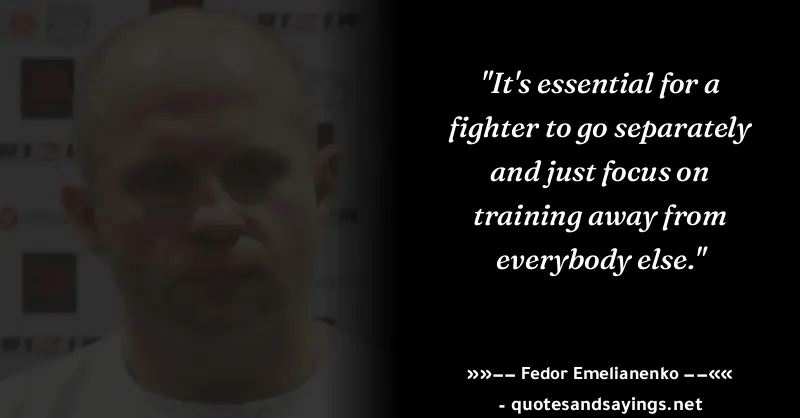 "It's essential for a
fighter to go separately
and just focus on
training away from
everybody else."
»»—— Fedor Emelianenko ——««
- quotesandsayings.net